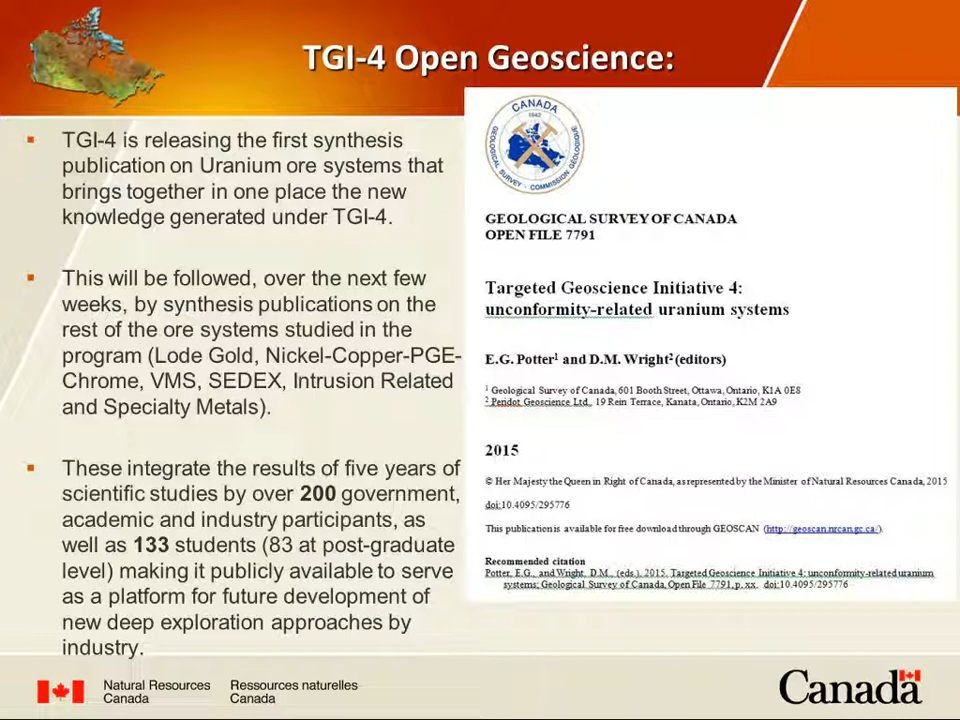 TGI-4 Open Geoscience:
▪ TGI-4 is releasing the first synthesis
publication on Uranium ore systems that
brings together in one place the new
knowledge generated under TGI-4.
▪ This will be followed, over the next few
weeks, by synthesis publications on the
rest of the ore systems studied in the
program (Lode Gold, Nickel-Copper-PGE-
Chrome, VMS, SEDEX, Intrusion Related
and Specialty Metals).
▪ These integrate the results of five years of
scientific studies by over 200 government,
academic and industry participants, as
well as 133 students (83 at post-graduate
level) making it publicly available to serve
as a platform for future development of
new deep exploration approaches by
industry.
CANADA
1842
GEOLOGICAL SURVEY - COMMISSION GÉOLOGIQUE
GEOLOGICAL SURVEY OF CANADA
OPEN FILE 7791
Targeted Geoscience Initiative 4:
unconformity-related uranium systems
E.G. Potter¹ and D.M. Wright² (editors)
¹ Geological Survey of Canada, 601 Booth Street, Ottawa, Ontario, K1A 0E8
² Peridot Geoscience Ltd., 19 Rein Terrace, Kanata, Ontario, K2M 2A9
2015
© Her Majesty the Queen in Right of Canada, as represented by the Minister of Natural Resources Canada, 2015
doi:10.4095/295776
This publication is available for free download through GEOSCAN (http://geoscan.nrcan.gc.ca/).
Recommended citation
Potter, E.G., and Wright, D.M., (eds.), 2015. Targeted Geoscience Initiative 4: unconformity-related uranium
systems; Geological Survey of Canada, Open File 7791, p. xx. doi:10.4095/295776
Natural Resources Ressources naturelles
Canada Canada
Canada